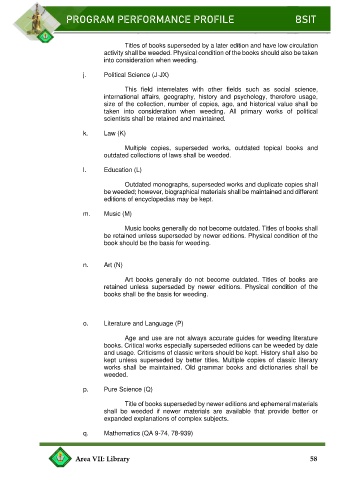 PROGRAM PERFORMANCE PROFILE BSIT
Titles of books superseded by a later edition and have low circulation
activity shall be weeded. Physical condition of the books should also be taken
into consideration when weeding.
j. Political Science (J-JX)
This field interrelates with other fields such as social science,
international affairs, geography, history and psychology, therefore usage,
size of the collection, number of copies, age, and historical value shall be
taken into consideration when weeding. All primary works of political
scientists shall be retained and maintained.
k. Law (K)
Multiple copies, superseded works, outdated topical books and
outdated collections of laws shall be weeded.
l. Education (L)
Outdated monographs, superseded works and duplicate copies shall
be weeded; however, biographical materials shall be maintained and different
editions of encyclopedias may be kept.
m. Music (M)
Music books generally do not become outdated. Titles of books shall
be retained unless superseded by newer editions. Physical condition of the
book should be the basis for weeding.
n. Art (N)
Art books generally do not become outdated. Titles of books are
retained unless superseded by newer editions. Physical condition of the
books shall be the basis for weeding.
o. Literature and Language (P)
Age and use are not always accurate guides for weeding literature
books. Critical works especially superseded editions can be weeded by date
and usage. Criticisms of classic writers should be kept. History shall also be
kept unless superseded by better titles. Multiple copies of classic literary
works shall be maintained. Old grammar books and dictionaries shall be
weeded.
p. Pure Science (Q)
Title of books superseded by newer editions and ephemeral materials
shall be weeded if newer materials are available that provide better or
expanded explanations of complex subjects.
q. Mathematics (QA 9-74, 78-939)
Area VII: Library 58